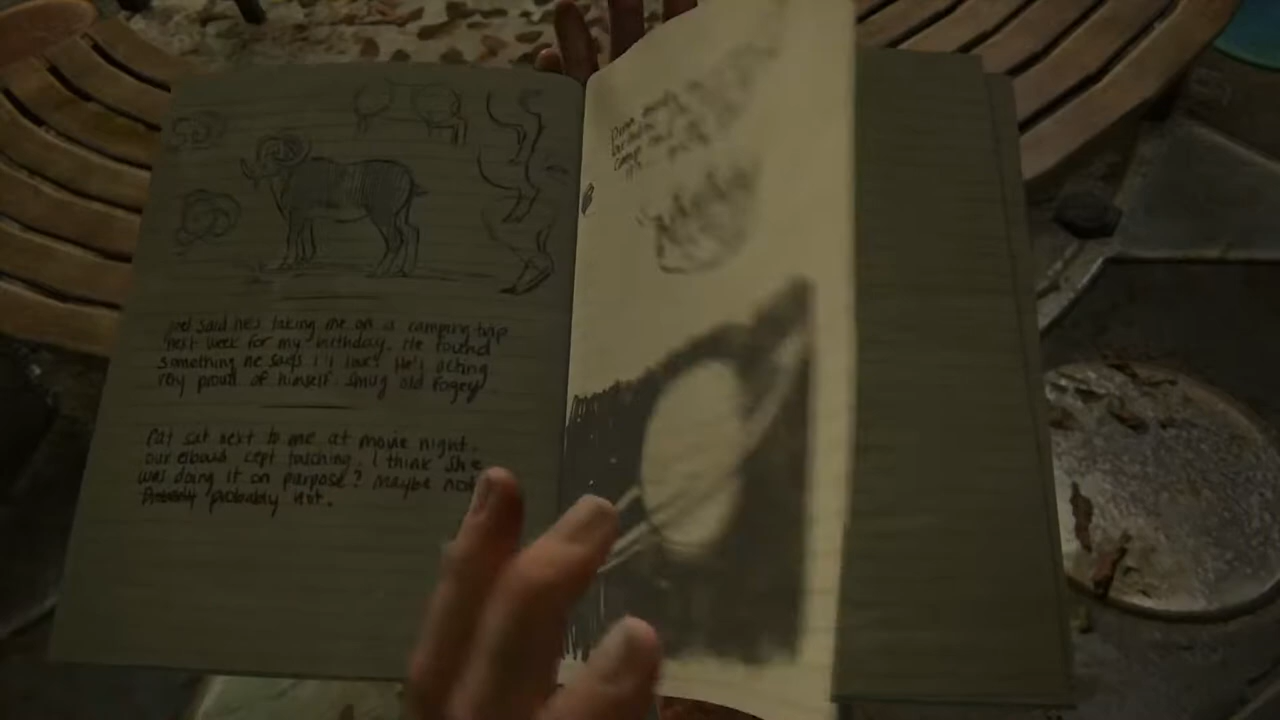 Joel said he's taking me on a camping trip
next week for my birthday. He found
something he says I'll love! He's acting
rly proud of himself. Smug old fogey
Cat sat next to me at movie night.
our elbows kept touching. I think she
was doing it on purpose? Maybe not
Probably probably not.